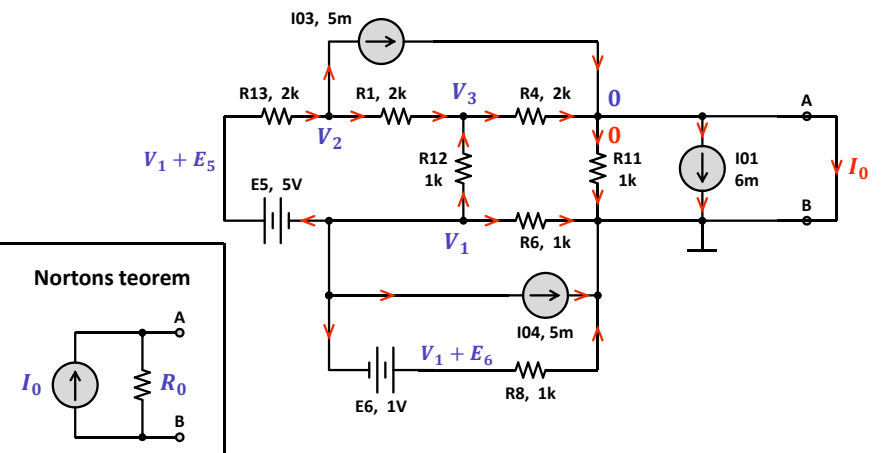 I03, 5m
R13, 2k
R1, 2k
V₃
R4, 2k
0
A
V₂
0
V₁ + E₅
R12
1k
R11
1k
I01
6m
I₀
E5, 5V
B
V₁
R6, 1k
Nortons teorem
I04, 5m
A
V₁ + E₆
I₀
R₀
R8, 1k
E6, 1V
B